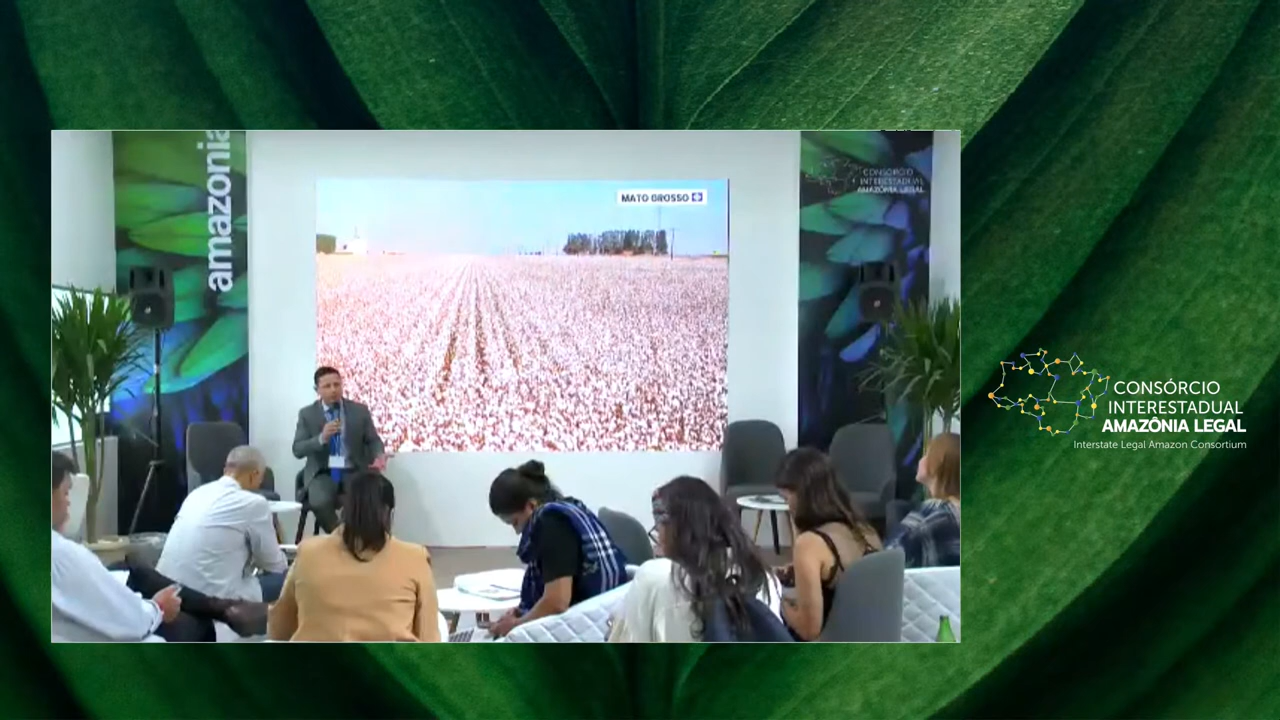 amazonia
MATO GROSSO
CONSÓRCIO
INTERESTADUAL
AMAZÔNIA LEGAL
CONSÓRCIO
INTERESTADUAL
AMAZÔNIA LEGAL
Interstate Legal Amazon Consortium